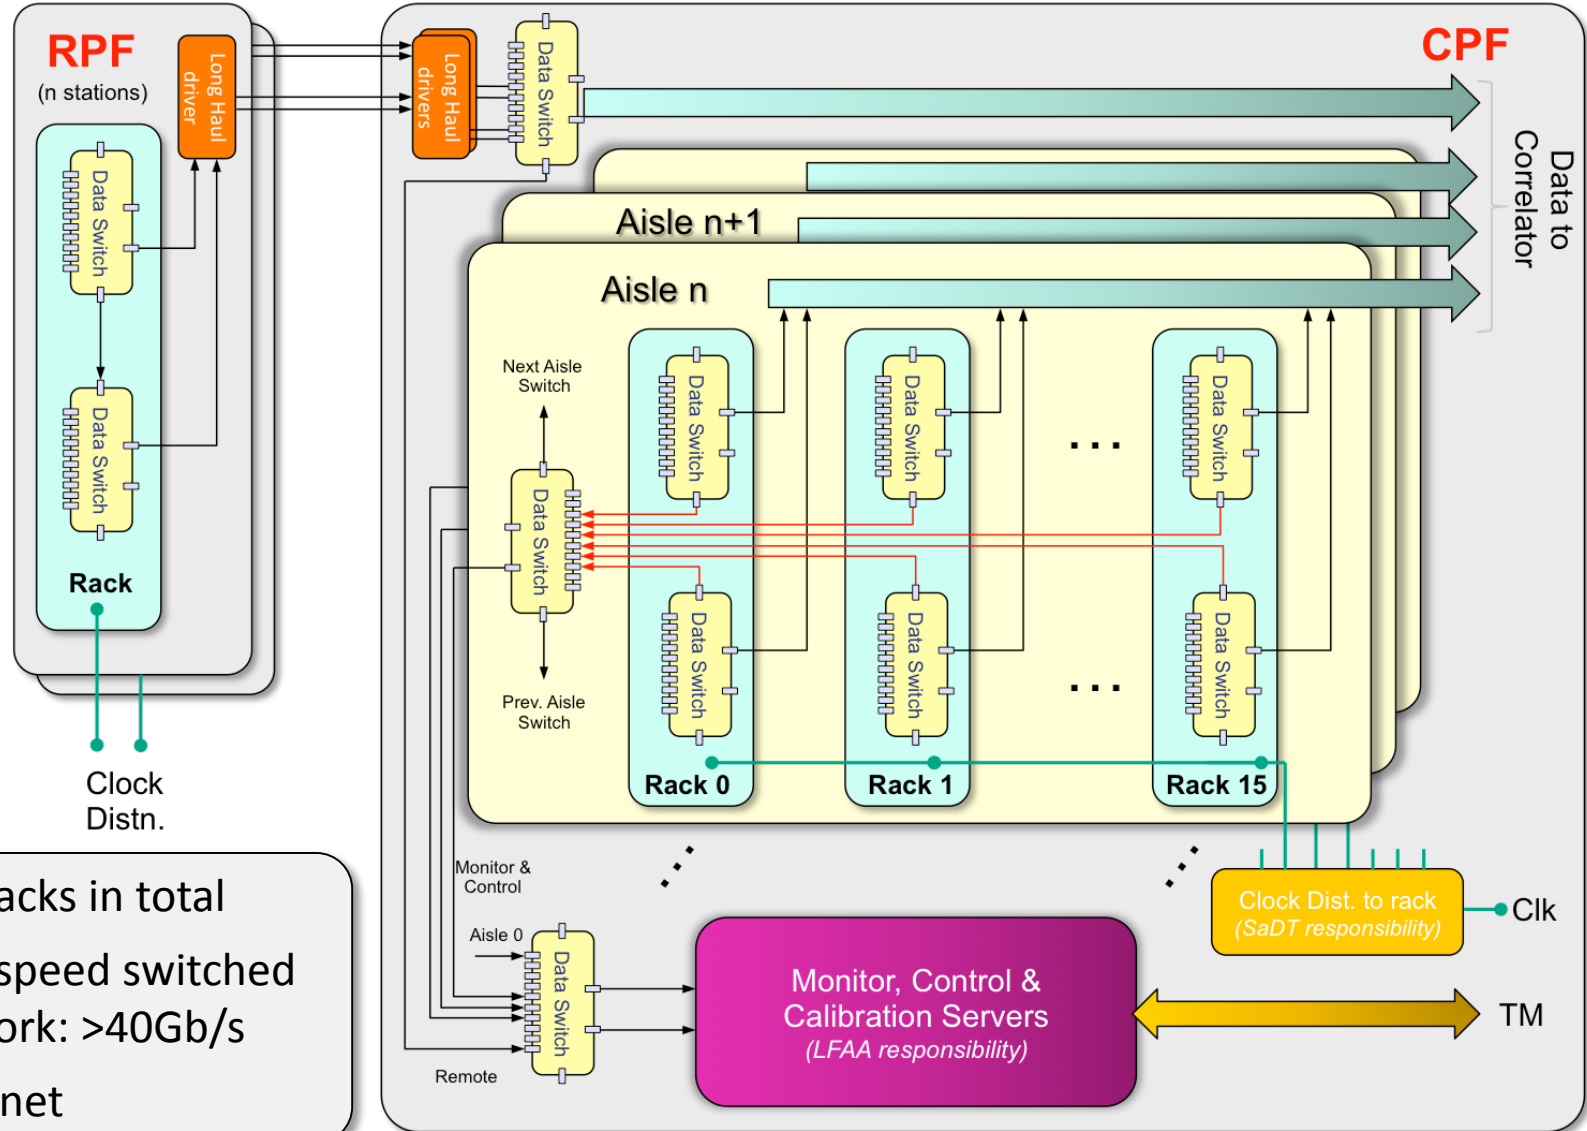 RPF
(n stations)
Long Haul
driver
Data Switch
Data Switch
Rack
Clock
Distn.
acks in total
speed switched
ork: >40Gb/s
net
CPF
Long Haul
drivers
Data Switch
Data to
Correlator
Aisle n+1
Aisle n
Next Aisle
Switch
Data Switch
Prev. Aisle
Switch
Data Switch
Data Switch
...
Data Switch
Data Switch
Data Switch
...
Data Switch
Rack 0
Rack 1
Rack 15
Monitor &
Control
Aisle 0
Data Switch
Remote
Monitor, Control &
Calibration Servers
(LFAA responsibility)
Clock Dist. to rack
(SaDT responsibility)
Clk
TM